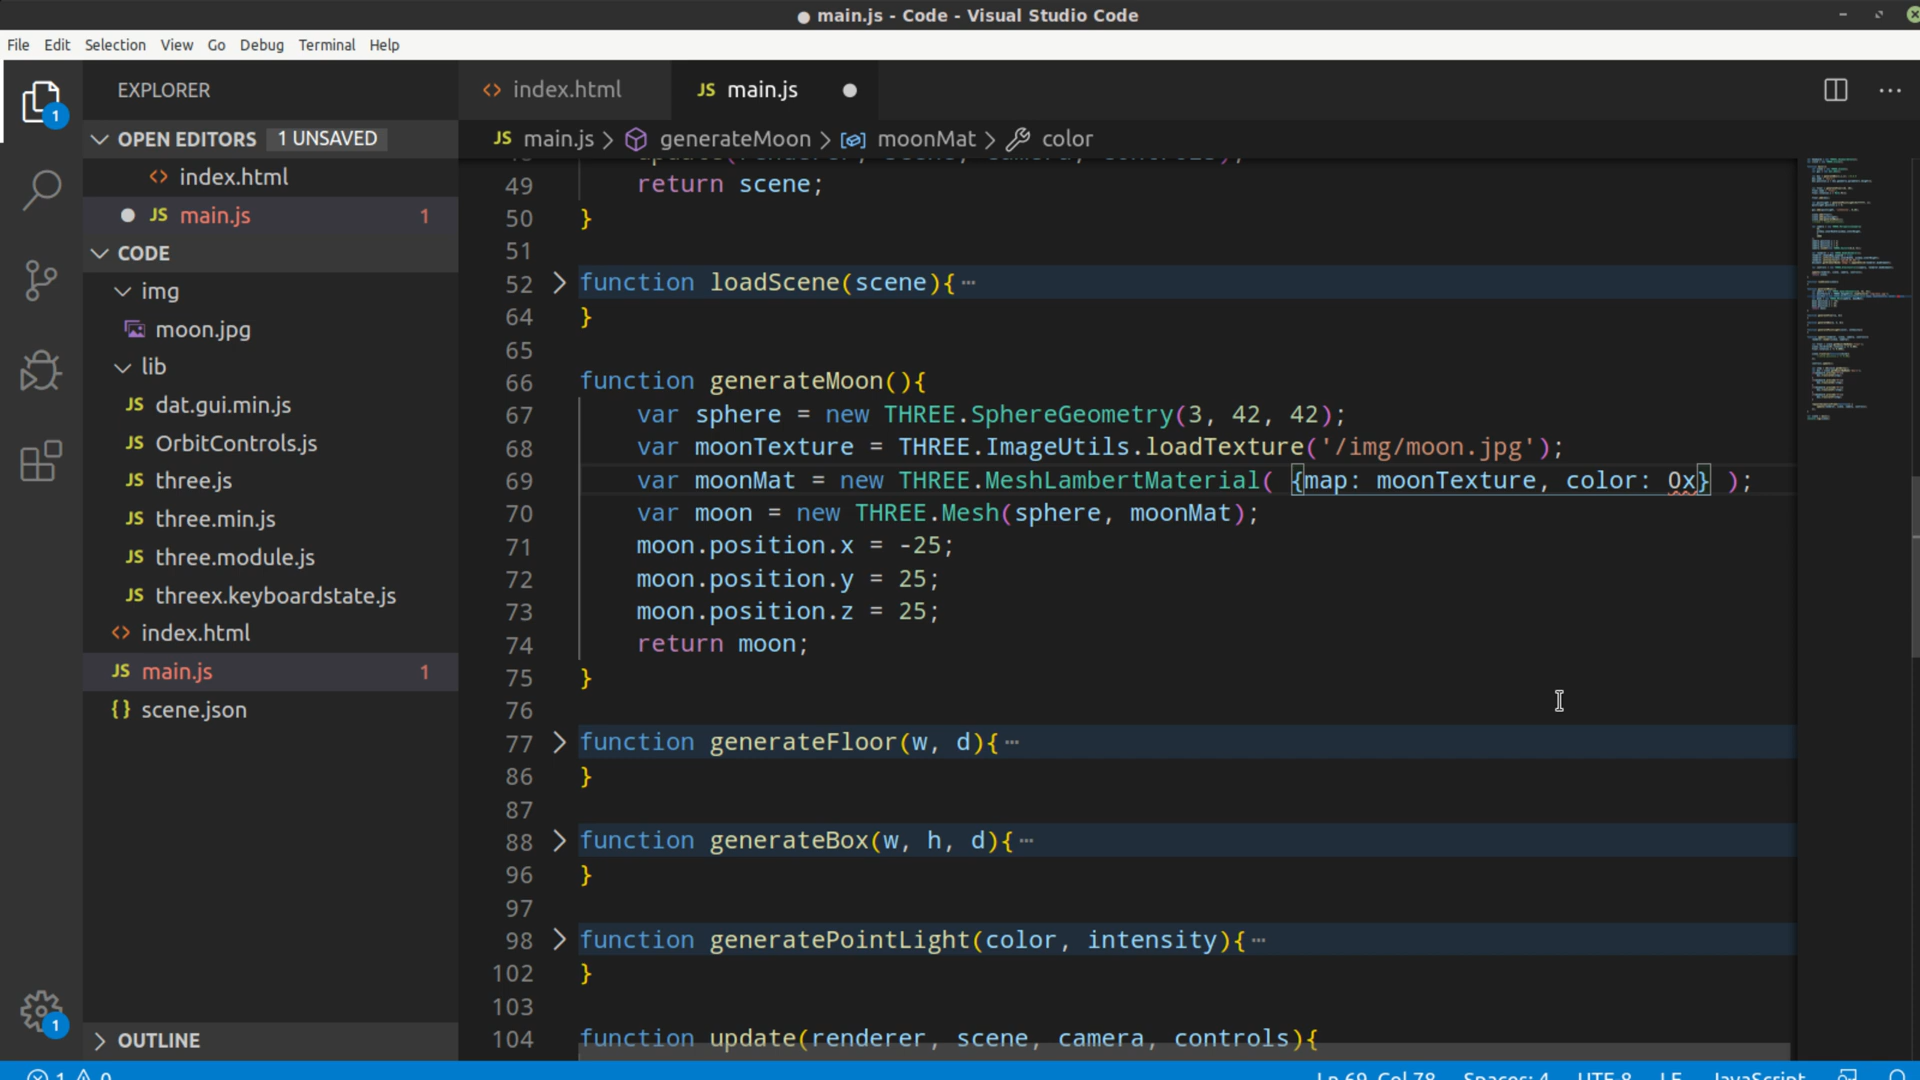 ● main.js - Code - Visual Studio Code
File Edit Selection View Go Debug Terminal Help
EXPLORER
OPEN EDITORS 1 UNSAVED
index.html
main.js 1
CODE
img
moon.jpg
lib
dat.gui.min.js
OrbitControls.js
three.js
three.min.js
three.module.js
threex.keyboardstate.js
index.html
main.js 1
scene.json
OUTLINE
1
1
index.html
JS main.js
JS main.js > generateMoon > moonMat > color
49 return scene;
50 }
51
52 function loadScene(scene){⋯
64 }
65
66 function generateMoon(){
67 var sphere = new THREE.SphereGeometry(3, 42, 42);
68 var moonTexture = THREE.ImageUtils.loadTexture('/img/moon.jpg');
69 var moonMat = new THREE.MeshLambertMaterial( {map: moonTexture, color: 0x} );
70 var moon = new THREE.Mesh(sphere, moonMat);
71 moon.position.x = -25;
72 moon.position.y = 25;
73 moon.position.z = 25;
74 return moon;
75 }
76
77 function generateFloor(w, d){⋯
86 }
87
88 function generateBox(w, h, d){⋯
96 }
97
98 function generatePointLight(color, intensity){⋯
102 }
103
104 function update(renderer, scene, camera, controls){
1 0 Ln 69, Col 78 Spaces: 4 UTF-8 LF JavaScript